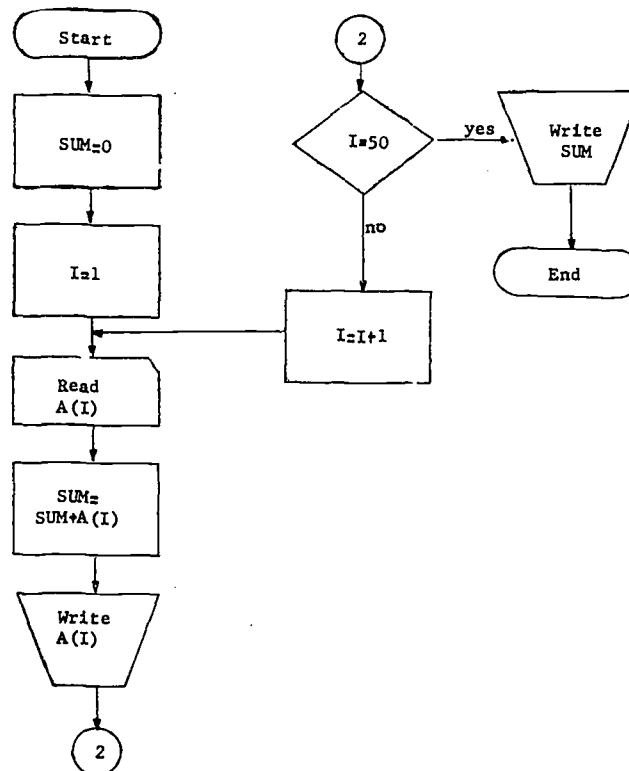 Start
SUM=0
I=1
Read
A(I)
SUM=
SUM+A(I)
Write
A(I)
2
2
I=50
yes
no
I=I+1
Write
SUM
End